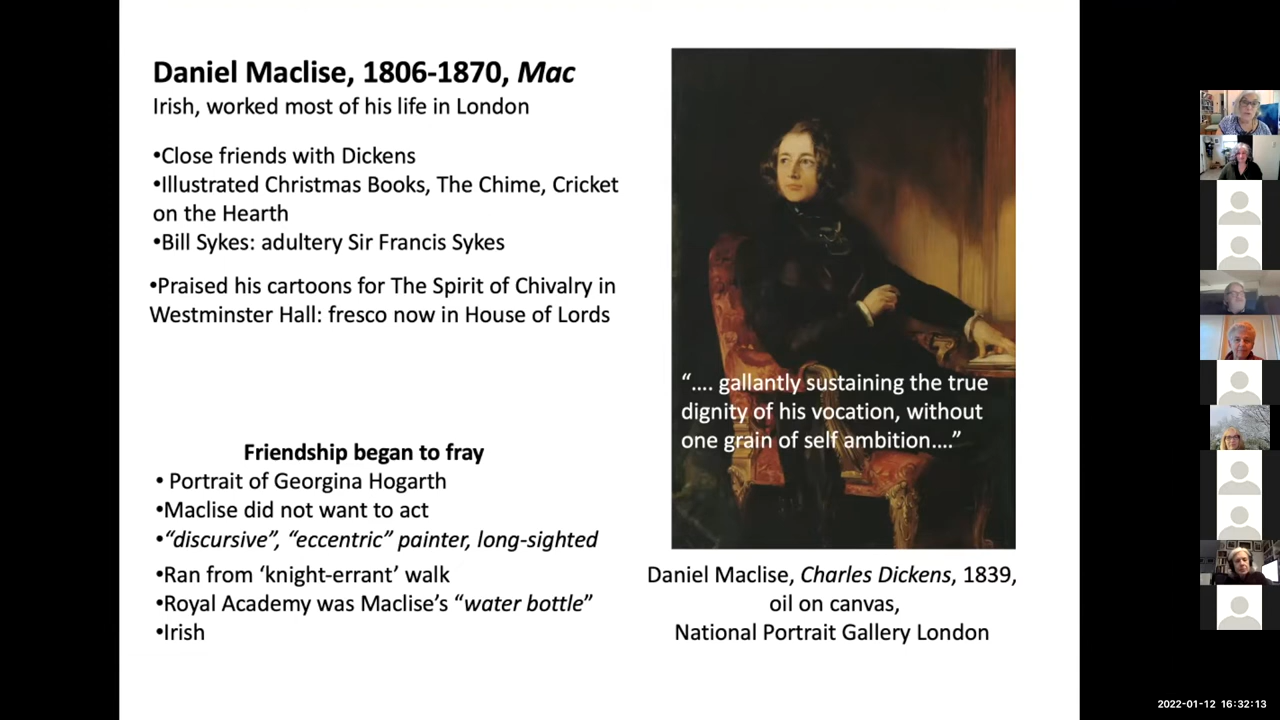 Daniel Maclise, 1806-1870, Mac
Irish, worked most of his life in London
•Close friends with Dickens
•Illustrated Christmas Books, The Chime, Cricket
on the Hearth
•Bill Sykes: adultery Sir Francis Sykes
•Praised his cartoons for The Spirit of Chivalry in
Westminster Hall: fresco now in House of Lords
Friendship began to fray
• Portrait of Georgina Hogarth
•Maclise did not want to act
•“discursive”, “eccentric” painter, long-sighted
•Ran from ‘knight-errant’ walk
•Royal Academy was Maclise’s “water bottle”
•Irish
“.... gallantly sustaining the true
dignity of his vocation, without
one grain of self ambition....”
Daniel Maclise, Charles Dickens, 1839,
oil on canvas,
National Portrait Gallery London
2022-01-12 16:32:13